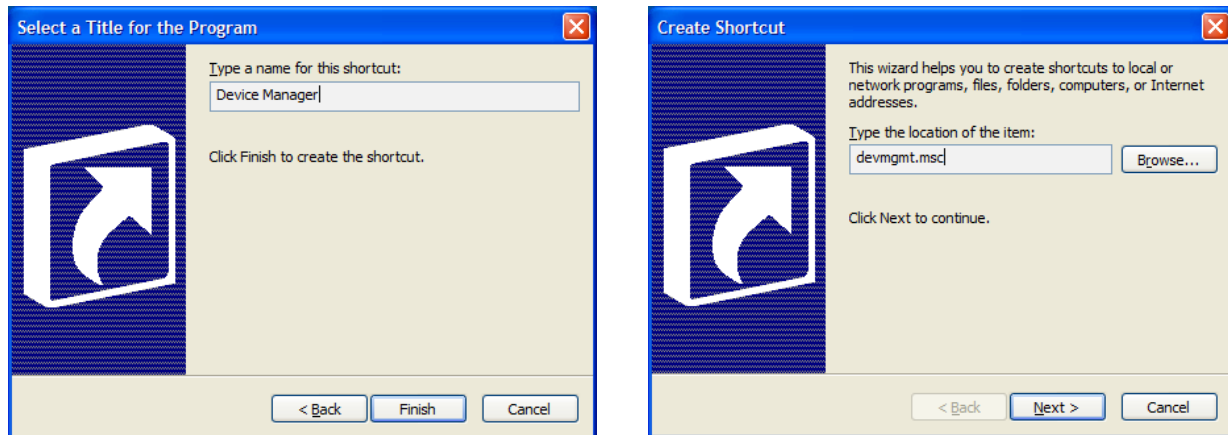 Select a Title for the Program
Type a name for this shortcut:
Device Manager
Click Finish to create the shortcut.
< Back
Finish
Cancel
Create Shortcut
This wizard helps you to create shortcuts to local or
network programs, files, folders, computers, or Internet
addresses.
Type the location of the item:
devmgmt.msc
Browse...
Click Next to continue.
< Back
Next >
Cancel